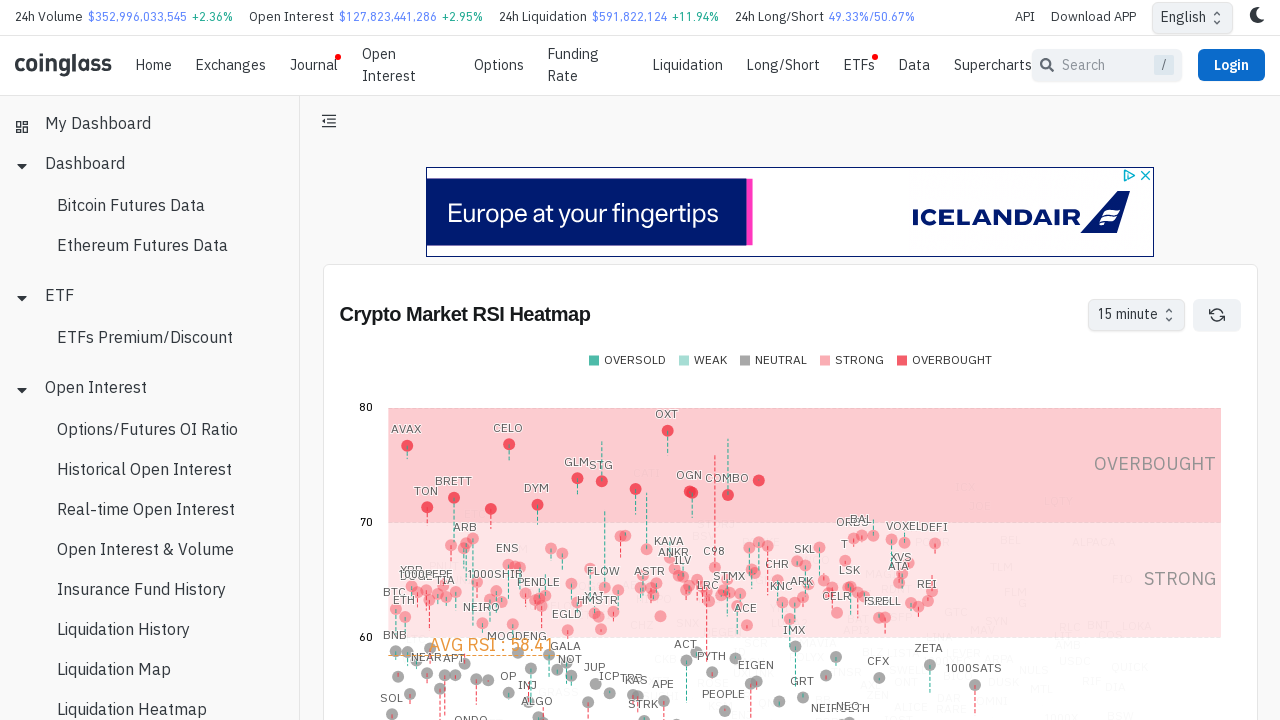 24h Volume $352,996,033,545 +2.36% Open Interest $127,823,441,286 +2.95% 24h Liquidation $591,822,124 +11.94% 24h Long/Short 49.33%/50.67% API Download APP English
coinglass Home Exchanges Journal Open Interest Options Funding Rate Liquidation Long/Short ETFs Data Supercharts Search / Login
My Dashboard
Dashboard
Bitcoin Futures Data
Ethereum Futures Data
ETF
ETFs Premium/Discount
Open Interest
Options/Futures OI Ratio
Historical Open Interest
Real-time Open Interest
Open Interest & Volume
Insurance Fund History
Liquidation History
Liquidation Map
Liquidation Heatmap
Europe at your fingertips ICELANDAIR
Crypto Market RSI Heatmap 15 minute
OVERSOLD WEAK NEUTRAL STRONG OVERBOUGHT
80
OXT
AVAX CELO
OVERBOUGHT
GLM STG
BRETT OGN COMBO
TON DYM
70
BAL
ARB VOXEL DEFI
ENS KAVA ANKR C98 T SKL
ILV XVS
1000SHIB FLOW ASTR CHR LSK ATA
PENDLE STMX ARK REI STRONG
BTC LRC KNC
ETH HMSTR CELR SPELL
NEIRO EGLD ACE
60
BNB MOODENG IMX
AVG RSI : 58.41 GALA ACT ZETA
NEAR APT NOT PYTH CFX
JUP EIGEN 1000SATS
OP ICP
SOL INJ APE GRT
ALGO STRK PEOPLE
ONDO